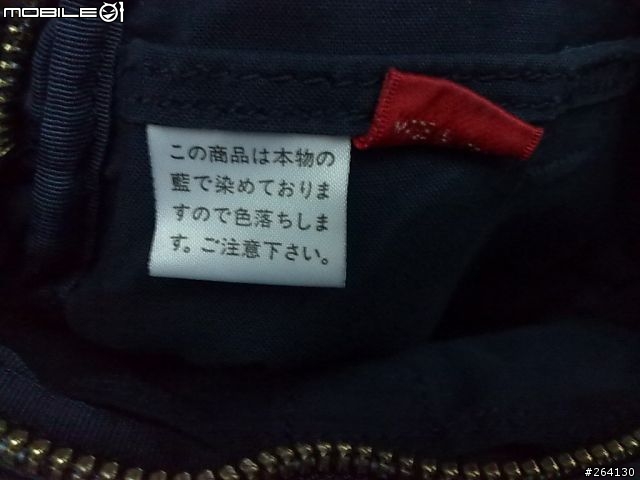 MOBILE01
この商品は本物の
藍で染めておりま
すので色落ちしま
す。ご注意下さい。
#264130